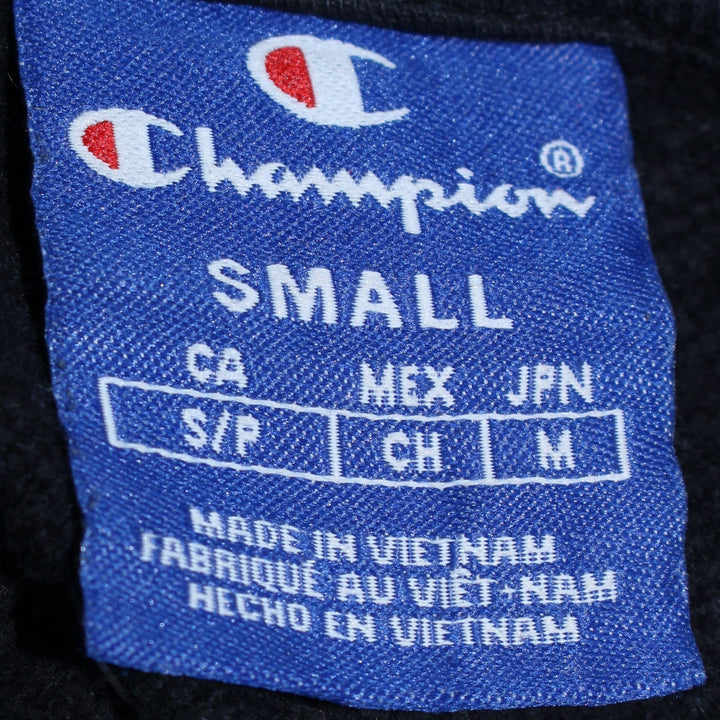 Champion®
SMALL
CA MEX JPN
S/P CH M
MADE IN VIETNAM
FABRIQUÉ AU VIÊT-NAM
HECHO EN VIETNAM